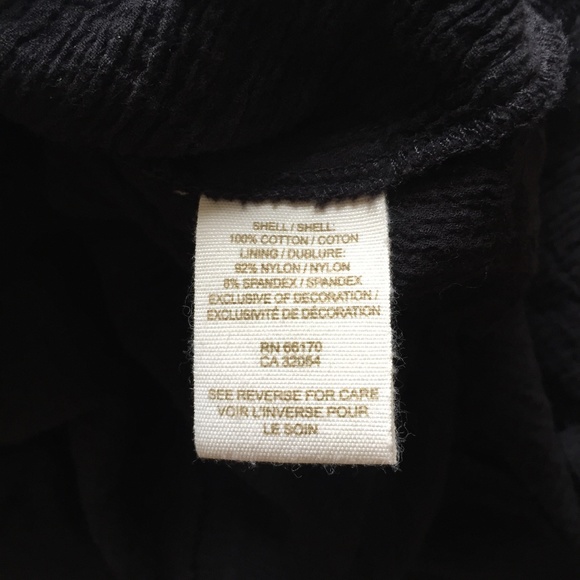 SHELL / SHELL:
100% COTTON / COTON
LINING / DUBLURE:
92% NYLON / NYLON
8% SPANDEX / SPANDEX
EXCLUSIVE OF DECORATION /
EXCLUSIVITÉ DE DÉCORATION
RN 66170
CA 32054
SEE REVERSE FOR CARE
VOIR L'INVERSE POUR
LE SOIN